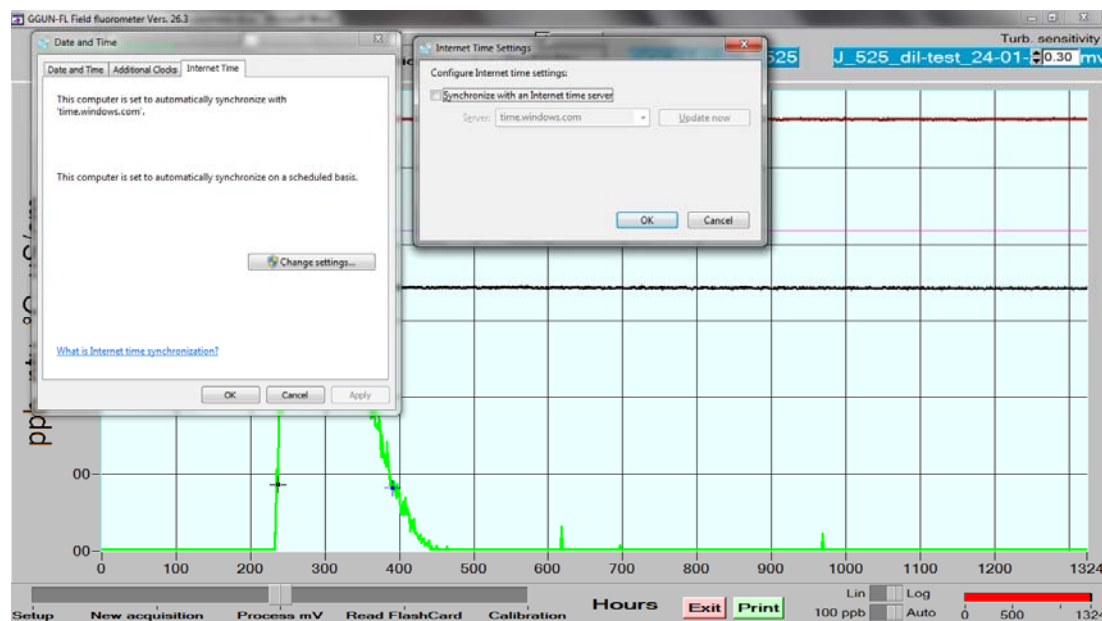 GGUN-FL Field fluorometer Vers. 26.3
Turb. sensitivity
525
J_525_dil-test_24-01-
0.30
mv
Date and Time
Date and Time
Additional Clocks
Internet Time
This computer is set to automatically synchronize with
'time.windows.com'.
This computer is set to automatically synchronize on a scheduled basis.
Change settings...
What is Internet time synchronization?
OK
Cancel
Apply
Internet Time Settings
Configure Internet time settings:
Synchronize with an Internet time server
Server:
time.windows.com
Update now
OK
Cancel
00
00
0 100 200 300 400 500 600 700 800 900 1000 1100 1200 1324
Setup
New acquisition
Process mV
Read FlashCard
Calibration
Hours
Exit
Print
Lin
Log
100 ppb
Auto
0 500 132